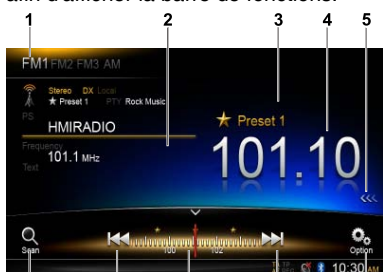 afin d'afficher la barre de fonctions.
1 2 3 4 5
FM1 FM2 FM3 AM
Stereo DX Local
★ Preset 1 PTY Rock Music
PS
HMIRADIO
★ Preset 1
Frequency
101.1 MHz
101.10
Text
100 102
Scan
Option
10:30 AM